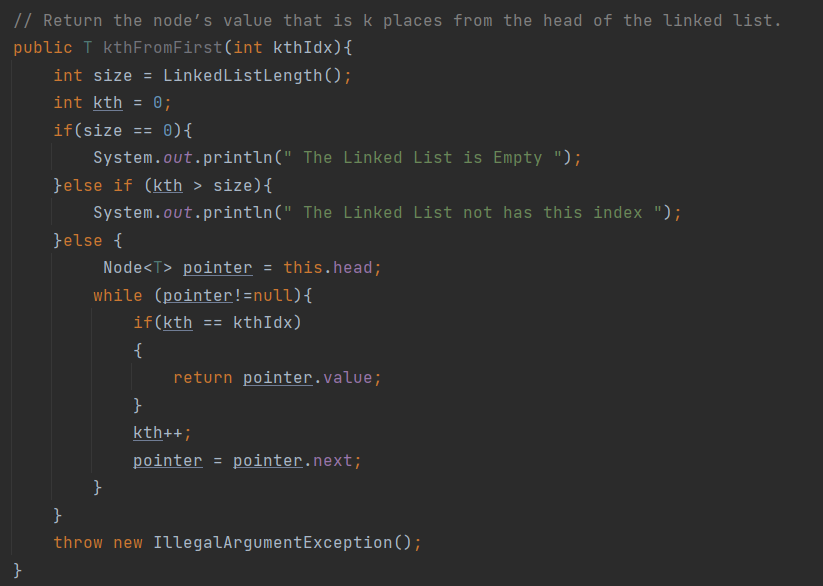 // Return the node’s value that is k places from the head of the linked list.
public T kthFromFirst(int kthIdx){
    int size = LinkedListLength();
    int kth = 0;
    if(size == 0){
        System.out.println(" The Linked List is Empty ");
    }else if (kth > size){
        System.out.println(" The Linked List not has this index ");
    }else {
         Node<T> pointer = this.head;
        while (pointer!=null){
            if(kth == kthIdx)
            {
                return pointer.value;
            }
            kth++;
            pointer = pointer.next;
        }
    }
    throw new IllegalArgumentException();
}